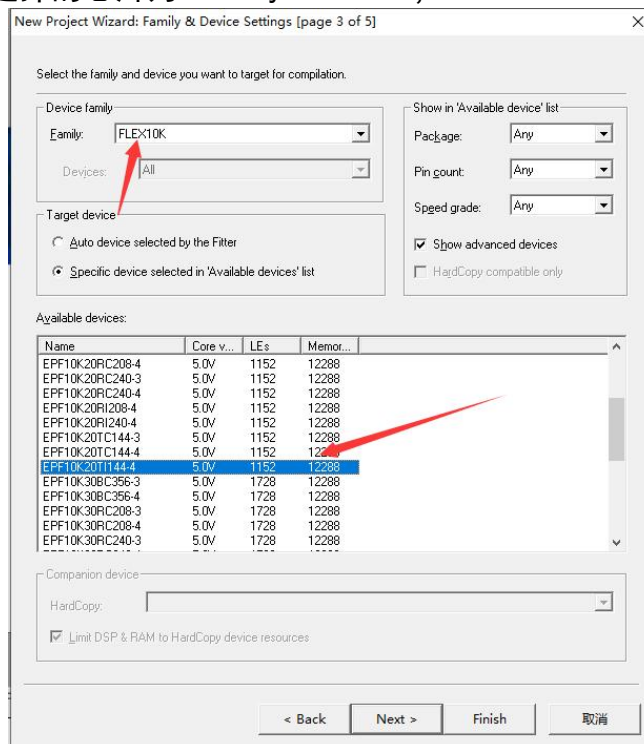 New Project Wizard: Family & Device Settings [page 3 of 5]
Select the family and device you want to target for compilation.
Device family
Family: FLEX10K
Devices: All
Show in 'Available device' list
Package: Any
Pin count: Any
Speed grade: Any
Show advanced devices
HardCopy compatible only
Target device
Auto device selected by the Fitter
Specific device selected in 'Available devices' list
Available devices:
Name Core v... LEs Memor...
EPF10K20RC208-4 5.0V 1152 12288
EPF10K20RC240-3 5.0V 1152 12288
EPF10K20RC240-4 5.0V 1152 12288
EPF10K20RI208-4 5.0V 1152 12288
EPF10K20RI240-4 5.0V 1152 12288
EPF10K20TC144-3 5.0V 1152 12288
EPF10K20TC144-4 5.0V 1152 12288
EPF10K20TI144-4 5.0V 1152 12288
EPF10K30BC356-3 5.0V 1728 12288
EPF10K30BC356-4 5.0V 1728 12288
EPF10K30RC208-3 5.0V 1728 12288
EPF10K30RC208-4 5.0V 1728 12288
EPF10K30RC240-3 5.0V 1728 12288
Companion device
HardCopy:
Limit DSP & RAM to HardCopy device resources
< Back Next > Finish 取消